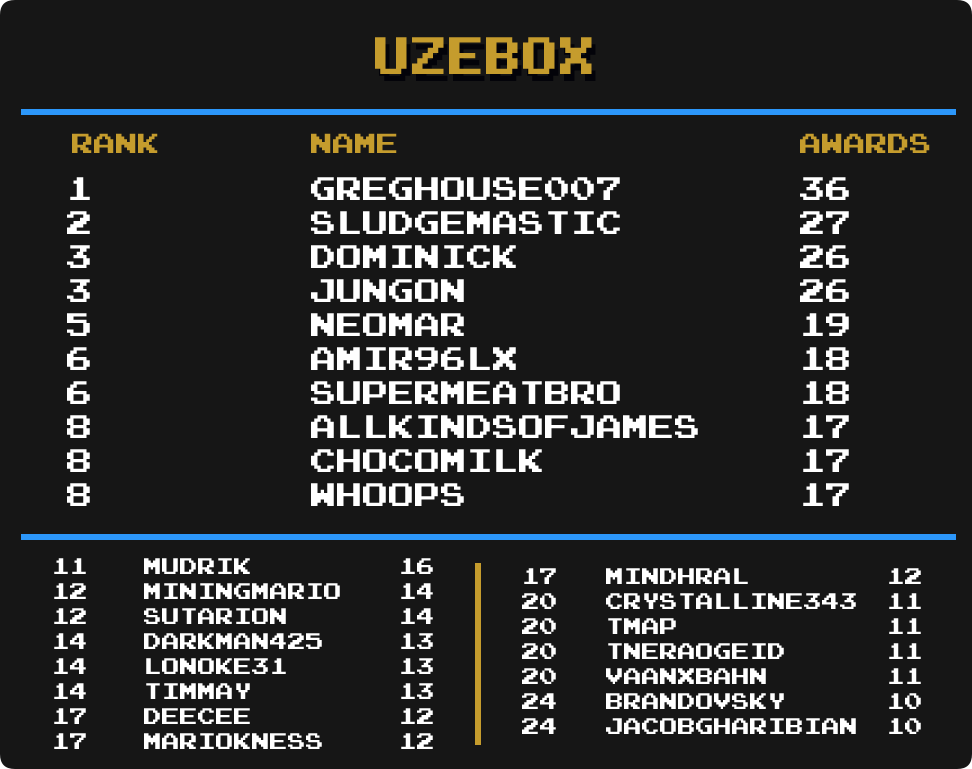 UZEBOX
RANK NAME AWARDS
1 GREGHOUSE007 36
2 SLUDGEMASTIC 27
3 DOMINICK 26
3 JUNGON 26
5 NEOMAR 19
6 AMIR96LX 18
6 SUPERMEATBRO 18
8 ALLKINDSOFJAMES 17
8 CHOCOMILK 17
8 WHOOPS 17
11 MUDRIK 16
12 MININGMARIO 14
12 SUTARION 14
14 DARKMAN425 13
14 LONOKE31 13
14 TIMMAY 13
17 DEECEE 12
17 MARIOKNESS 12
17 MINDHRAL 12
20 CRYSTALLINE343 11
20 TMAP 11
20 TNERAOGEID 11
20 VAANXBAHN 11
24 BRANDOVSKY 10
24 JACOBGHARIBIAN 10